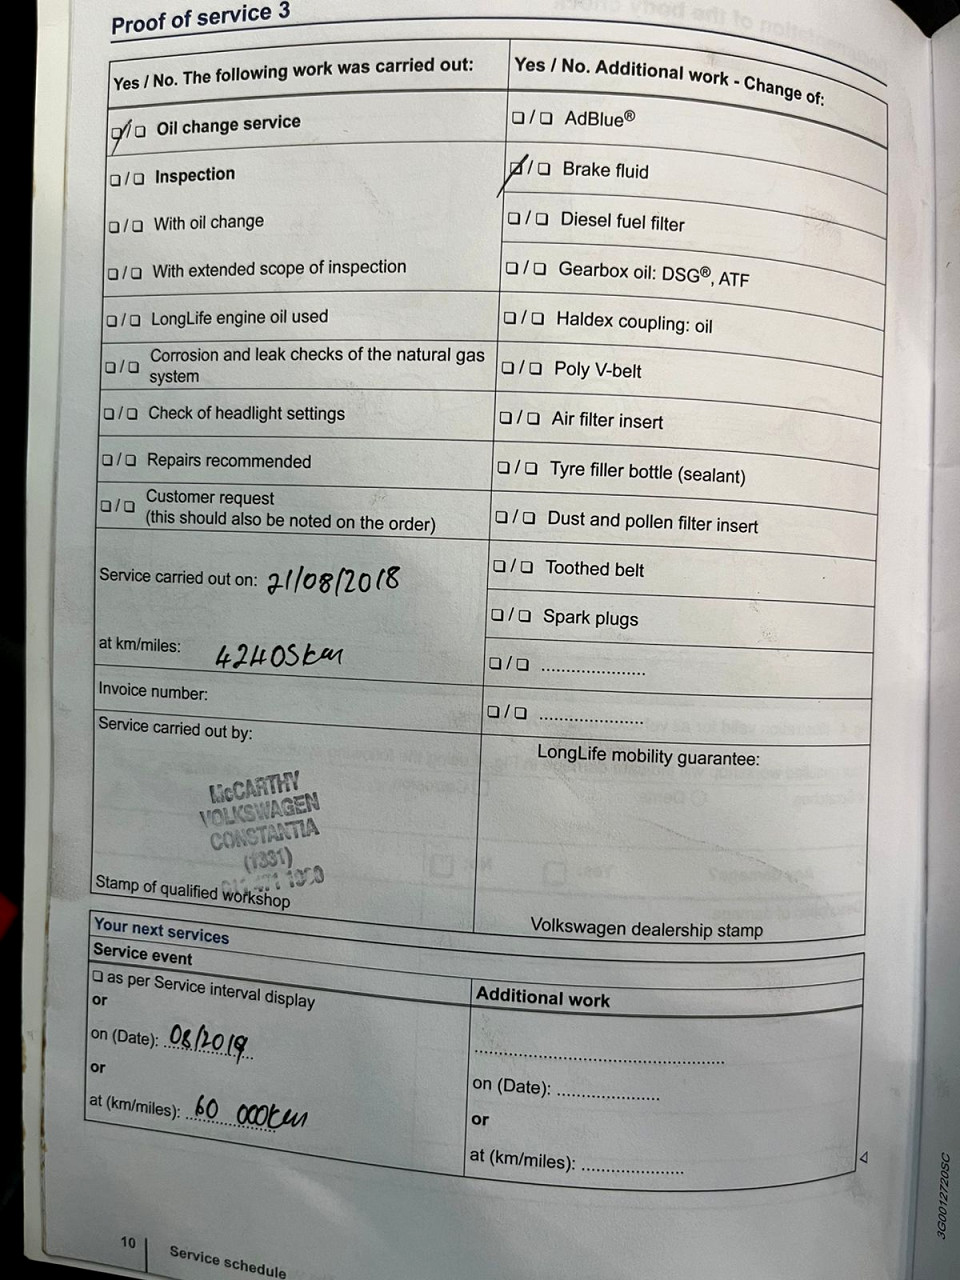 Proof of service 3
Yes / No. The following work was carried out:
❑ / ❑ Oil change service
❑ / ❑ Inspection
❑ / ❑ With oil change
❑ / ❑ With extended scope of inspection
❑ / ❑ LongLife engine oil used
❑ / ❑ Corrosion and leak checks of the natural gas
system
❑ / ❑ Check of headlight settings
❑ / ❑ Repairs recommended
❑ / ❑ Customer request
(this should also be noted on the order)
Service carried out on: 21/08/2018
at km/miles: 42405km
Invoice number:
Service carried out by:
McCARTHY
VOLKSWAGEN
CONSTANTIA
(1331)
Stamp of qualified workshop
Yes / No. Additional work - Change of:
❑ / ❑ AdBlue®
❑ / ❑ Brake fluid
❑ / ❑ Diesel fuel filter
❑ / ❑ Gearbox oil: DSG®, ATF
❑ / ❑ Haldex coupling: oil
❑ / ❑ Poly V-belt
❑ / ❑ Air filter insert
❑ / ❑ Tyre filler bottle (sealant)
❑ / ❑ Dust and pollen filter insert
❑ / ❑ Toothed belt
❑ / ❑ Spark plugs
❑ / ❑ ......................
❑ / ❑ ......................
LongLife mobility guarantee:
Volkswagen dealership stamp
Your next services
Service event
❑ as per Service interval display
or
on (Date): 08/2019
or
at (km/miles): 60 000km
Additional work
.....................................................
on (Date): ......................
or
at (km/miles): ......................
10 Service schedule
3G0012720SC